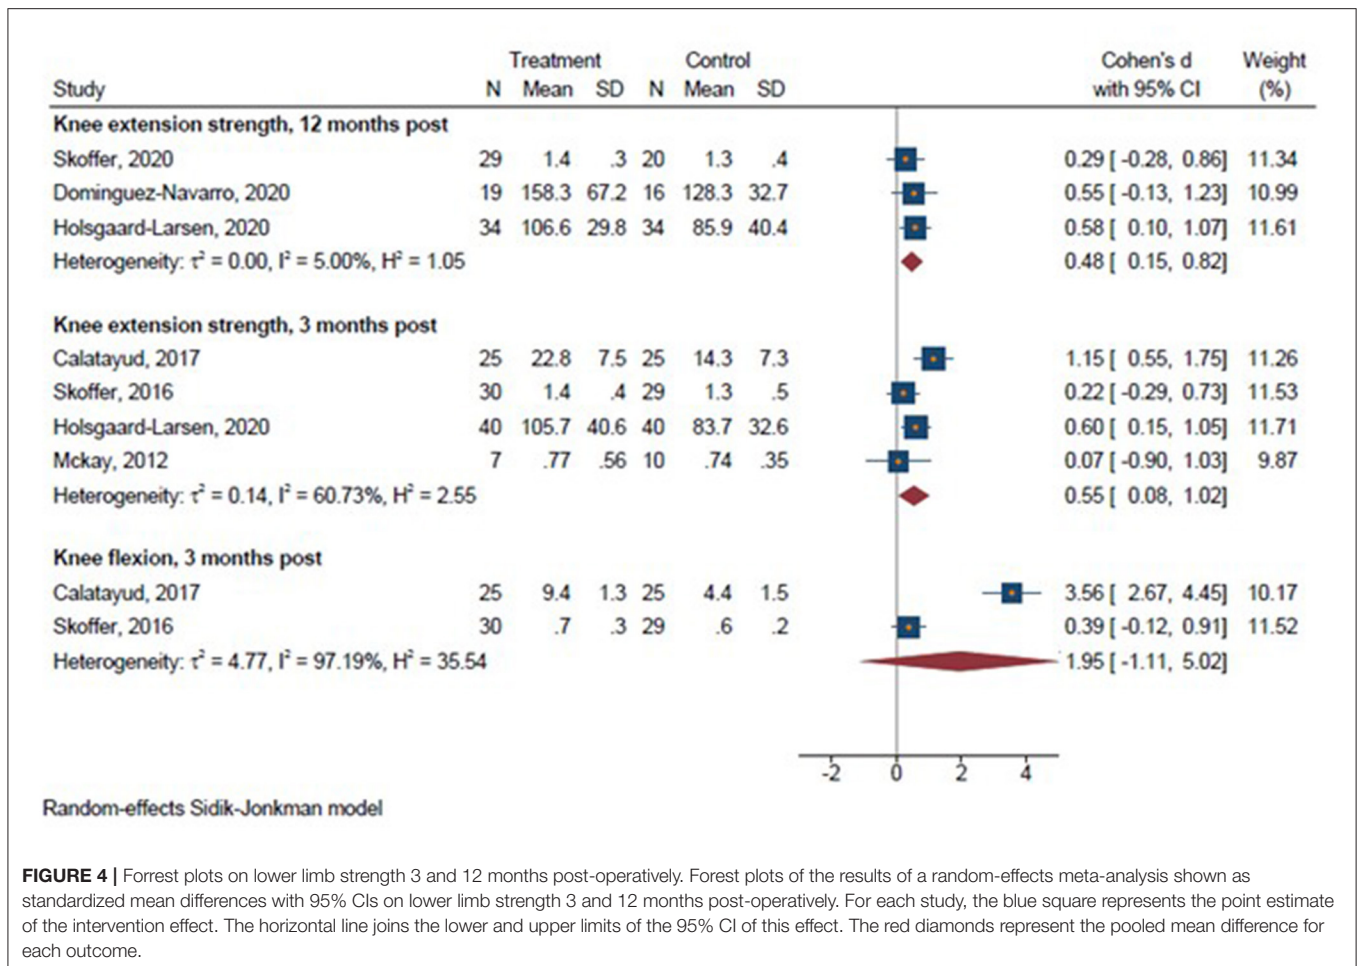 Treatment Control Cohen's d Weight
Study N Mean SD N Mean SD with 95% CI (%)
Knee extension strength, 12 months post
Skoffer, 2020 29 1.4 .3 20 1.3 .4 0.29 [ -0.28, 0.86] 11.34
Dominguez-Navarro, 2020 19 158.3 67.2 16 128.3 32.7 0.55 [ -0.13, 1.23] 10.99
Holsgaard-Larsen, 2020 34 106.6 29.8 34 85.9 40.4 0.58 [ 0.10, 1.07] 11.61
Heterogeneity: τ² = 0.00, I² = 5.00%, H² = 1.05 0.48 [ 0.15, 0.82]
Knee extension strength, 3 months post
Calatayud, 2017 25 22.8 7.5 25 14.3 7.3 1.15 [ 0.55, 1.75] 11.26
Skoffer, 2016 30 1.4 .4 29 1.3 .5 0.22 [ -0.29, 0.73] 11.53
Holsgaard-Larsen, 2020 40 105.7 40.6 40 83.7 32.6 0.60 [ 0.15, 1.05] 11.71
Mckay, 2012 7 .77 .56 10 .74 .35 0.07 [ -0.90, 1.03] 9.87
Heterogeneity: τ² = 0.14, I² = 60.73%, H² = 2.55 0.55 [ 0.08, 1.02]
Knee flexion, 3 months post
Calatayud, 2017 25 9.4 1.3 25 4.4 1.5 3.56 [ 2.67, 4.45] 10.17
Skoffer, 2016 30 .7 .3 29 .6 .2 0.39 [ -0.12, 0.91] 11.52
Heterogeneity: τ² = 4.77, I² = 97.19%, H² = 35.54 1.95 [ -1.11, 5.02]
-2 0 2 4
Random-effects Sidik-Jonkman model
FIGURE 4 | Forrest plots on lower limb strength 3 and 12 months post-operatively. Forest plots of the results of a random-effects meta-analysis shown as
standardized mean differences with 95% CIs on lower limb strength 3 and 12 months post-operatively. For each study, the blue square represents the point estimate
of the intervention effect. The horizontal line joins the lower and upper limits of the 95% CI of this effect. The red diamonds represent the pooled mean difference for
each outcome.